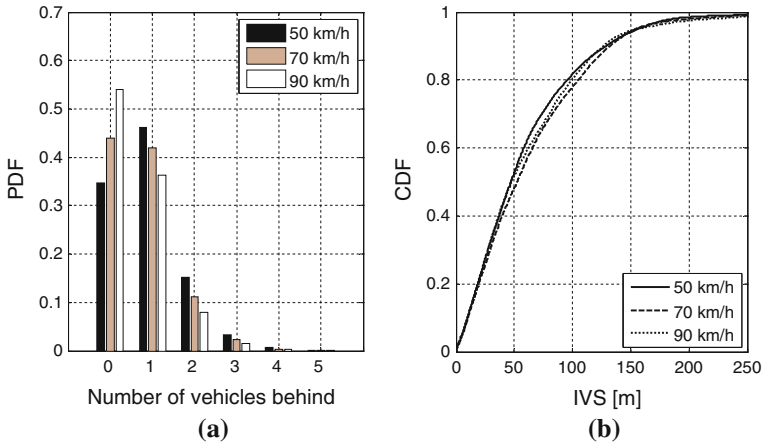 0.7
0.6
0.5
0.4
0.3
0.2
0.1
0
PDF
50 km/h
70 km/h
90 km/h
0 1 2 3 4 5
Number of vehicles behind
(a)
1
0.8
0.6
0.4
0.2
0
CDF
50 km/h
70 km/h
90 km/h
0 50 100 150 200 250
IVS [m]
(b)